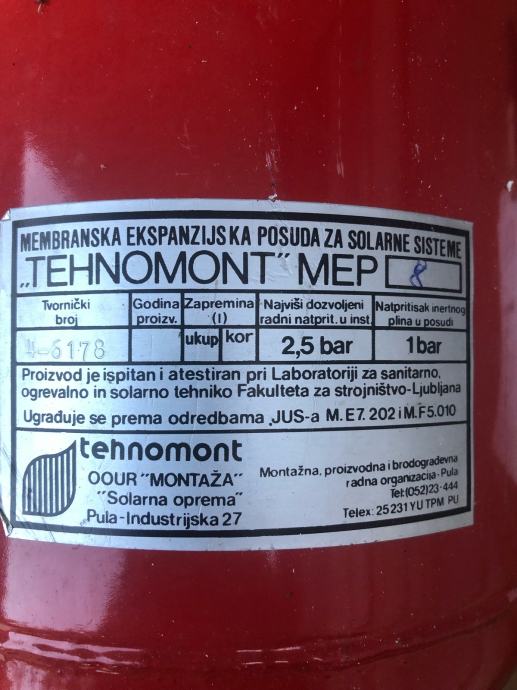 MEMBRANSKA EKSPANZIJSKA POSUDA ZA SOLARNE SISTEME
„TEHNOMONT” MEP 8
Tvornički broj
Godina proizv.
Zapremina (l)
Najviši dozvoljeni radni natprit. u inst.
Natpritisak inertnog plina u posudi
4-6178
ukup
kor
2,5 bar
1 bar
Proizvod je ispitan i atestiran pri Laboratoriji za sanitarno,
ogrevalno in solarno tehniko Fakulteta za strojništvo-Ljubljana
Ugrađuje se prema odredbama JUS-a M.E7. 202 i M.F5.010
tehnomont
OOUR "MONTAŽA"
"Solarna oprema"
Pula-Industrijska 27
Montažna, proizvodna i brodograđevna
radna organizacija - Pula
Tel: (052)23-444
Telex: 25 231 YU TPM PU